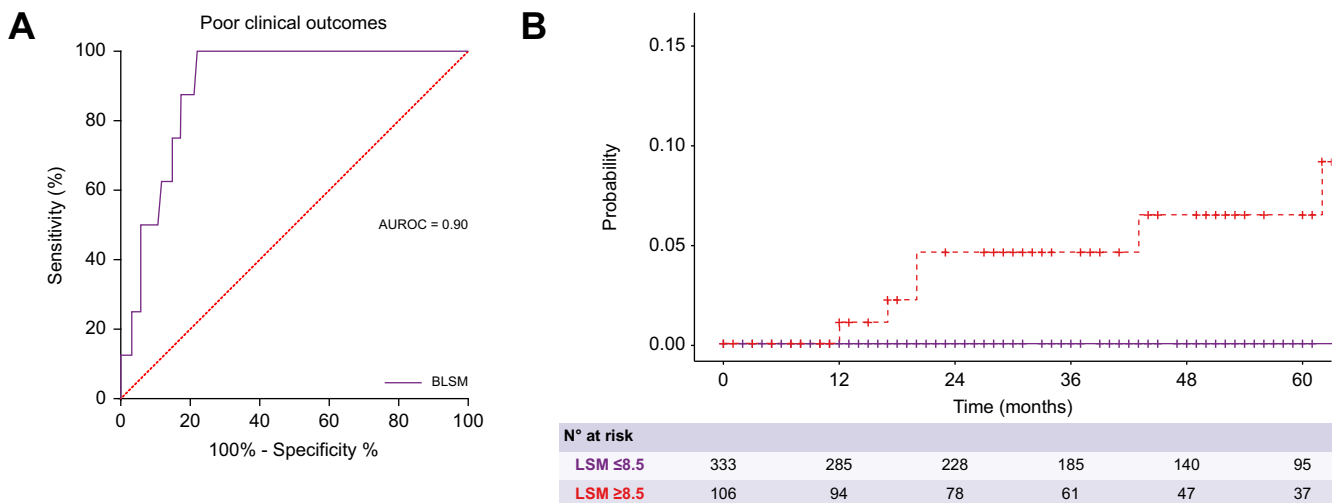 A
Poor clinical outcomes
Sensitivity (%)
100
80
60
40
20
0
AUROC = 0.90
BLSM
0 20 40 60 80 100
100% - Specificity %
B
Probability
0.15
0.10
0.05
0.00
0 12 24 36 48 60
Time (months)
N° at risk
LSM ≤8.5 333 285 228 185 140 95
LSM ≥8.5 106 94 78 61 47 37